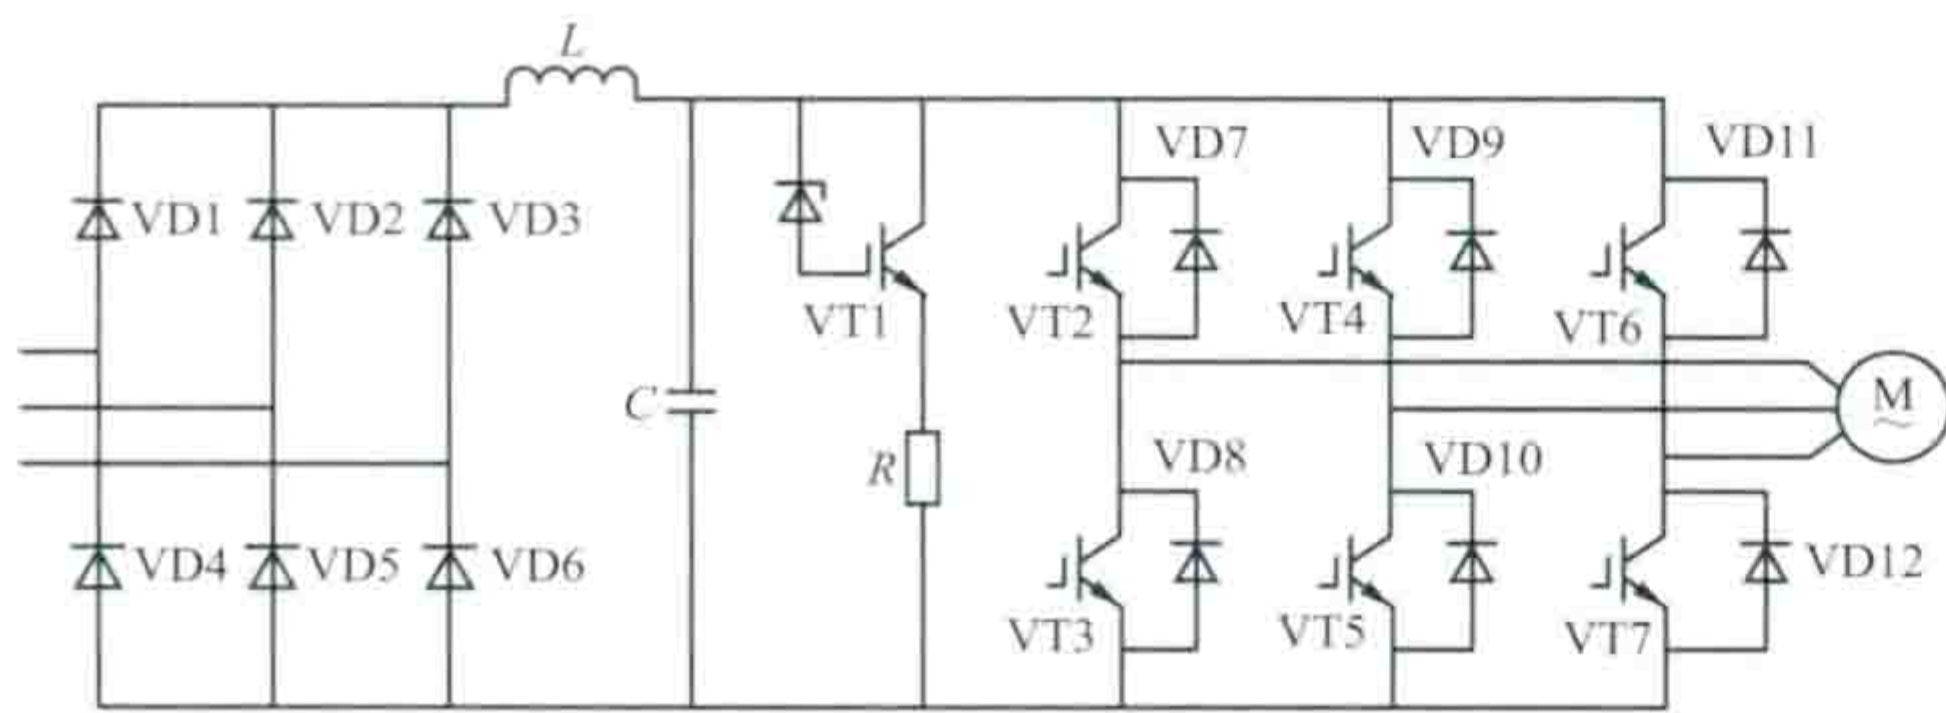 L
VD7 VD9 VD11
VD1 VD2 VD3
VT1 VT2 VT4 VT6
C M
~
R VD8 VD10
VD4 VD5 VD6 VD12
VT3 VT5 VT7